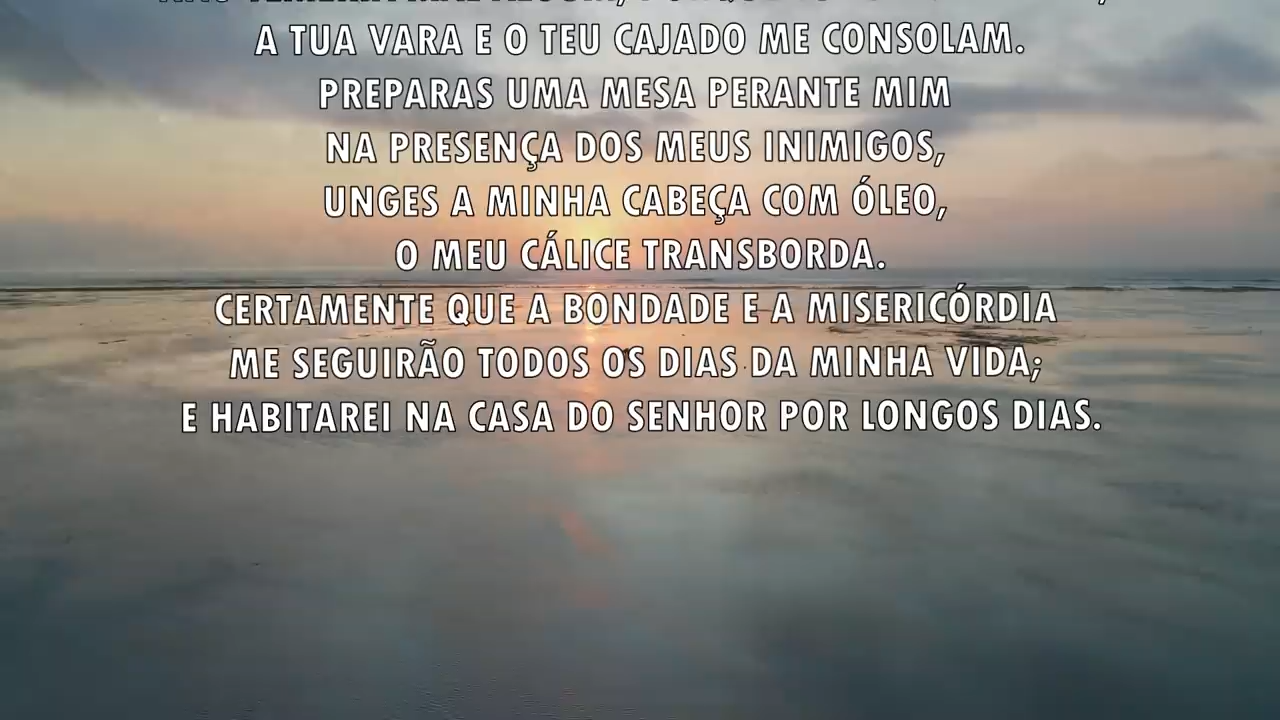 A TUA VARA E O TEU CAJADO ME CONSOLAM.
PREPARAS UMA MESA PERANTE MIM
NA PRESENÇA DOS MEUS INIMIGOS,
UNGES A MINHA CABEÇA COM ÓLEO,
O MEU CÁLICE TRANSBORDA.
CERTAMENTE QUE A BONDADE E A MISERICÓRDIA
ME SEGUIRÃO TODOS OS DIAS DA MINHA VIDA;
E HABITAREI NA CASA DO SENHOR POR LONGOS DIAS.